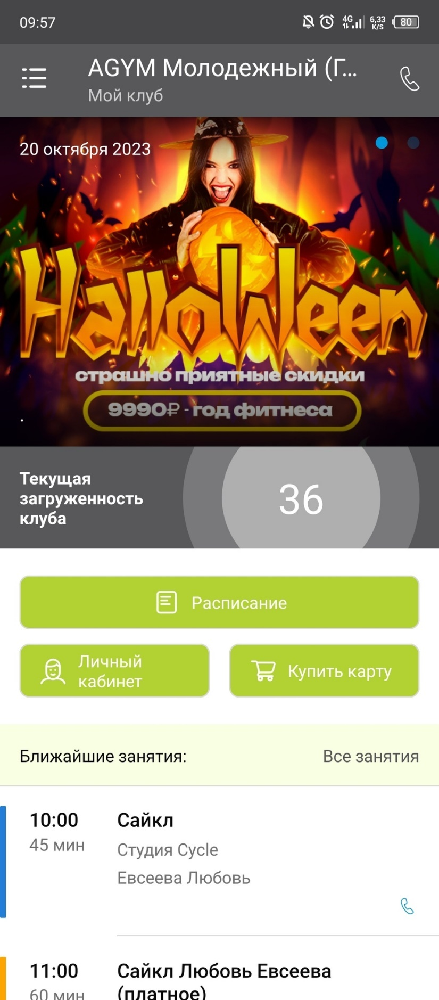 09:57
4G 6,33 K/S 80
AGYM Молодежный (Г...
Мой клуб
20 октября 2023
Halloween
страшно приятные скидки
9990₽ - год фитнеса
.
Текущая
загруженность
клуба
36
Расписание
Личный
кабинет
Купить карту
Ближайшие занятия:
Все занятия
10:00 Сайкл
45 мин Студия Cycle
Евсеева Любовь
11:00 Сайкл Любовь Евсеева
60 мин (платное)